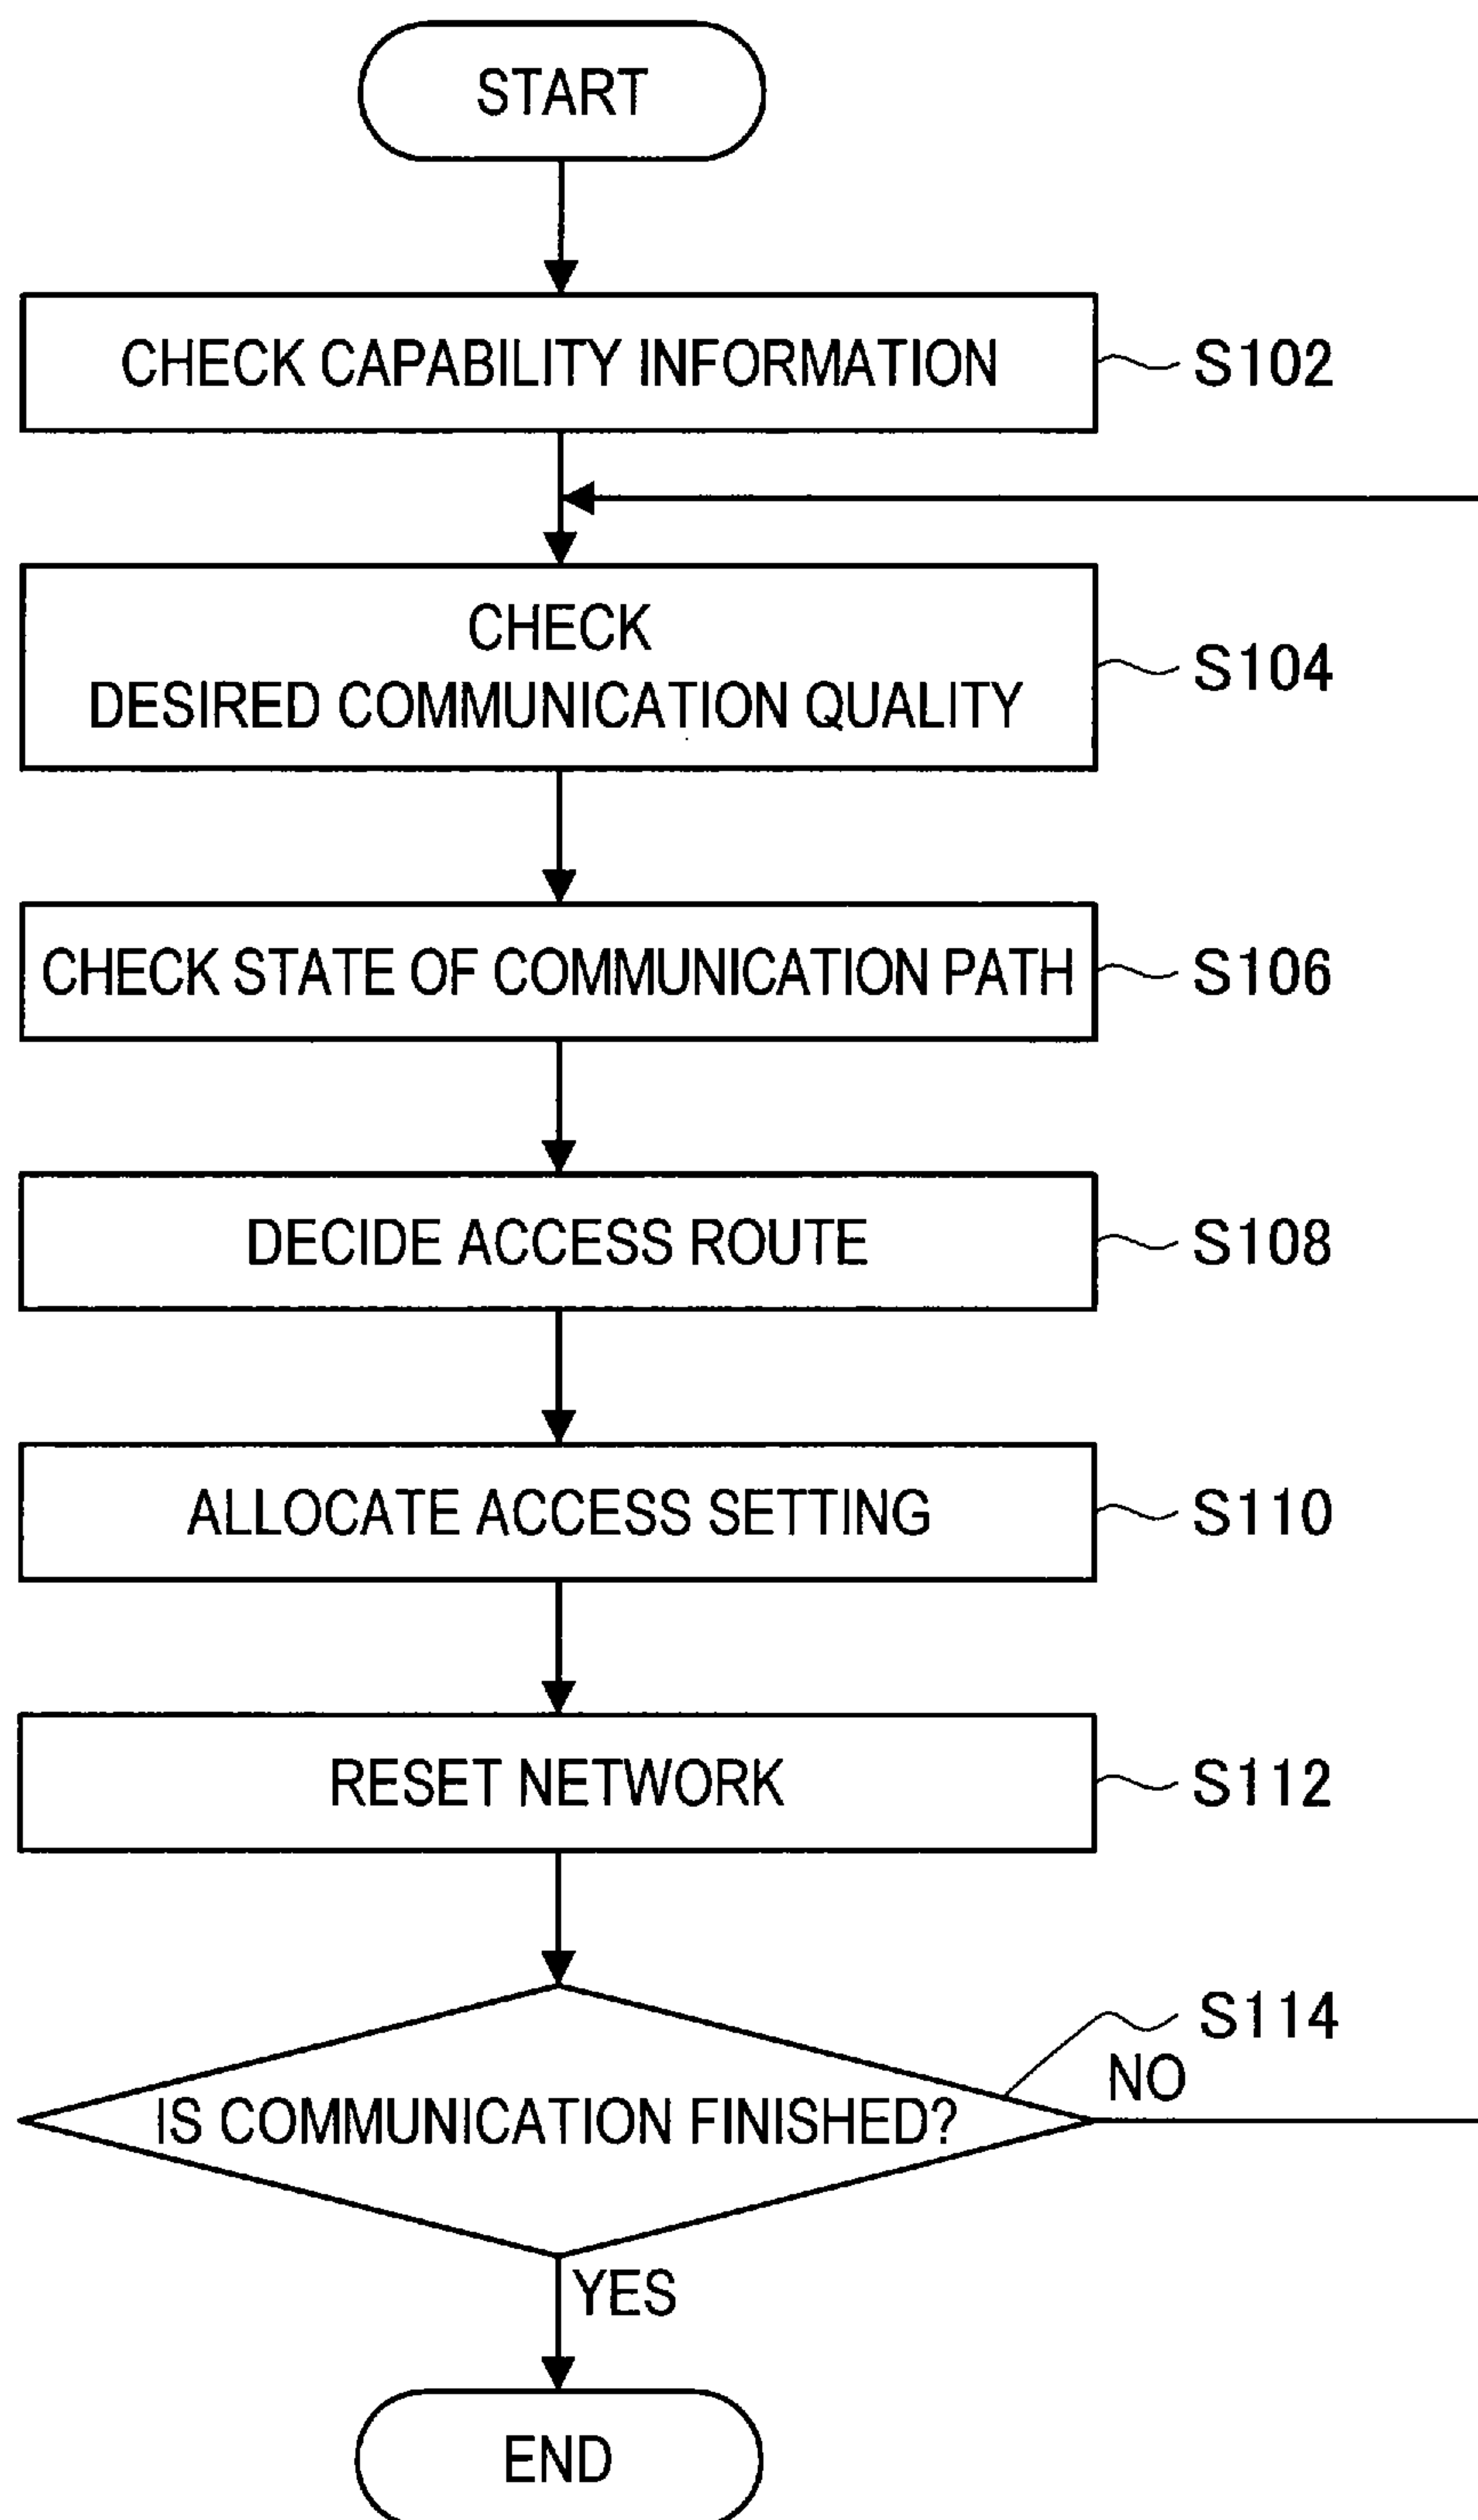 START
CHECK CAPABILITY INFORMATION
S102
CHECK
DESIRED COMMUNICATION QUALITY
S104
CHECK STATE OF COMMUNICATION PATH
S106
DECIDE ACCESS ROUTE
S108
ALLOCATE ACCESS SETTING
S110
RESET NETWORK
S112
S114
NO
IS COMMUNICATION FINISHED?
YES
END